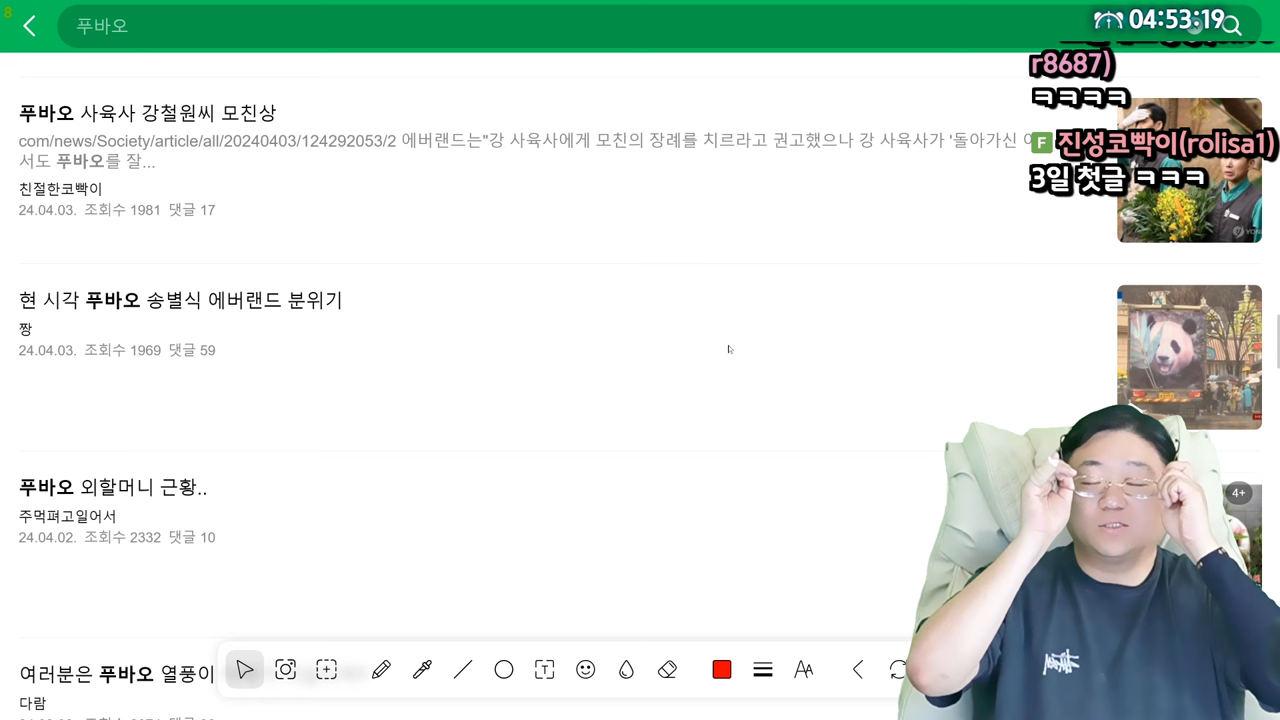 8
푸바오
04:53:19
r8687)
ㅋㅋㅋㅋ
F 진성코빡이(rolisa1)
3일 첫글 ㅋㅋㅋ
푸바오 사육사 강철원씨 모친상
com/news/Society/article/all/20240403/124292053/2 에버랜드는"강 사육사에게 모친의 장례를 치르라고 권고했으나 강 사육사가 '돌아가신
서도 푸바오를 잘...
친절한코빡이
24.04.03. 조회수 1981 댓글 17
현 시각 푸바오 송별식 에버랜드 분위기
짱
24.04.03. 조회수 1969 댓글 59
푸바오 외할머니 근황..
주먹펴고일어서
24.04.02. 조회수 2332 댓글 10
4+
여러분은 푸바오 열풍이
다람